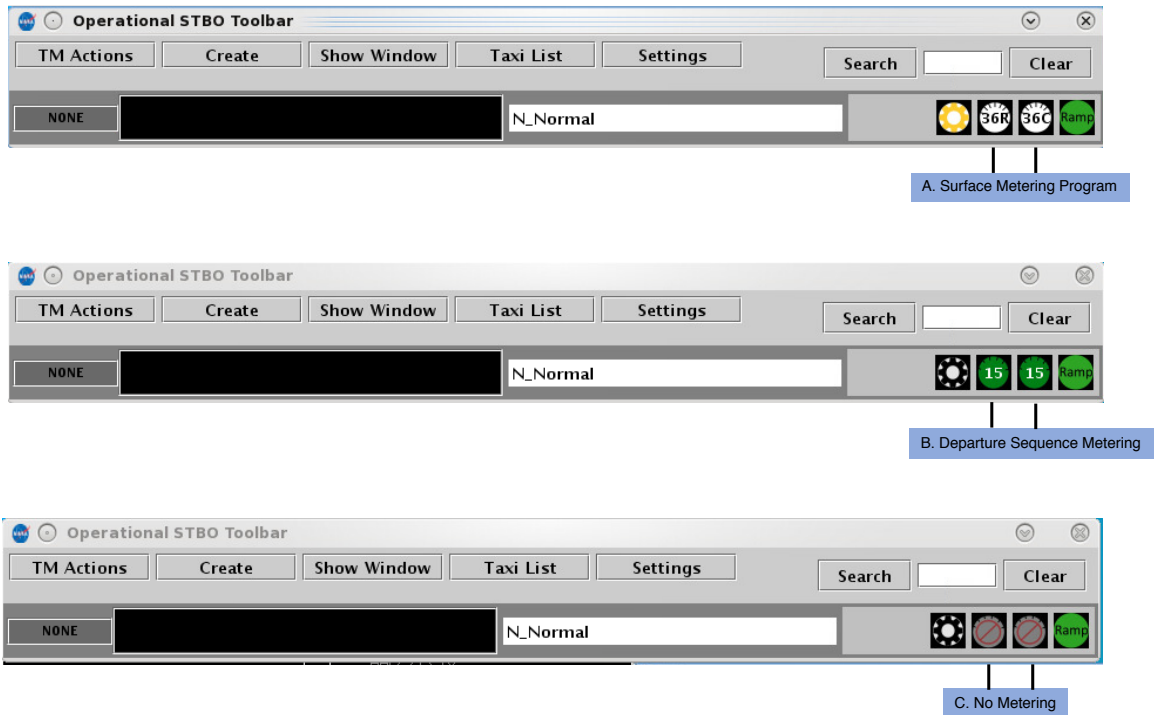 Operational STBO Toolbar
TM Actions Create Show Window Taxi List Settings Search Clear
NONE N_Normal 36R 36C Ramp
A. Surface Metering Program
Operational STBO Toolbar
TM Actions Create Show Window Taxi List Settings Search Clear
NONE N_Normal 15 15 Ramp
B. Departure Sequence Metering
Operational STBO Toolbar
TM Actions Create Show Window Taxi List Settings Search Clear
NONE N_Normal Ramp
C. No Metering